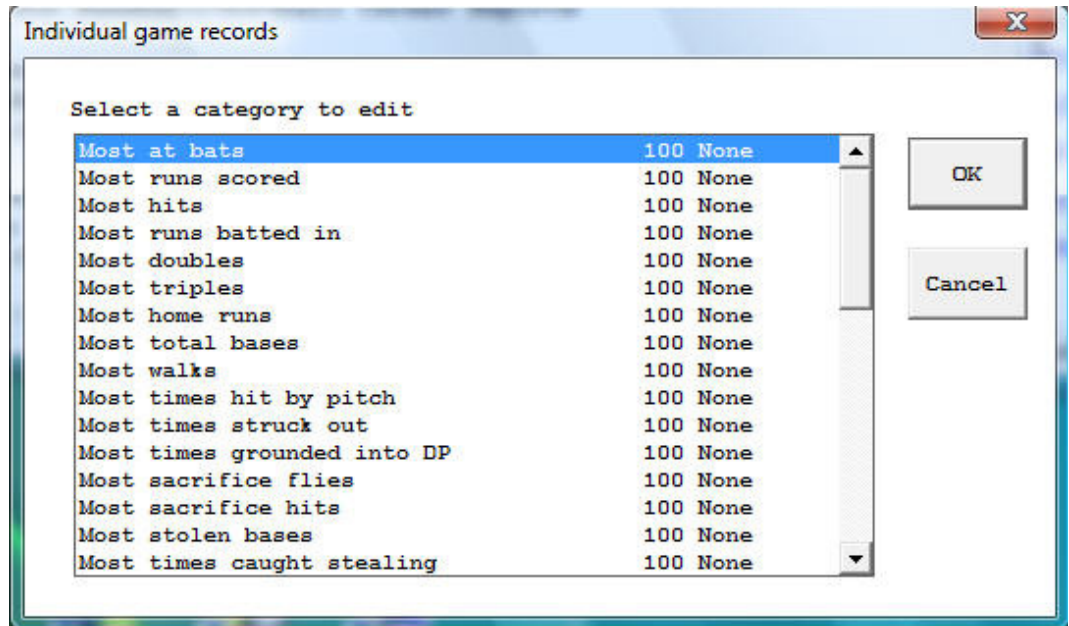 Individual game records
Select a category to edit
Most at bats 100 None
Most runs scored 100 None
Most hits 100 None
Most runs batted in 100 None
Most doubles 100 None
Most triples 100 None
Most home runs 100 None
Most total bases 100 None
Most walks 100 None
Most times hit by pitch 100 None
Most times struck out 100 None
Most times grounded into DP 100 None
Most sacrifice flies 100 None
Most sacrifice hits 100 None
Most stolen bases 100 None
Most times caught stealing 100 None
OK
Cancel